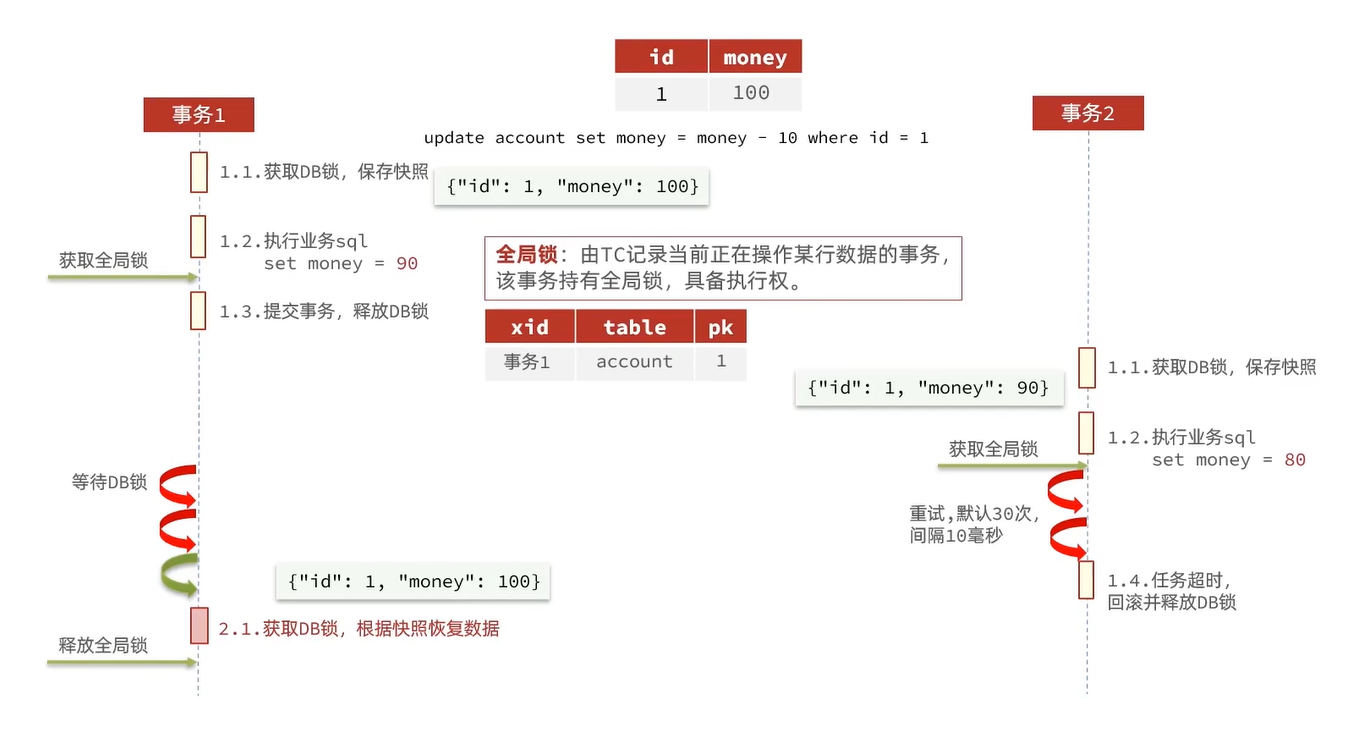 id money
1 100
事务1
事务2
update account set money = money - 10 where id = 1
1.1.获取DB锁，保存快照
{"id": 1, "money": 100}
1.2.执行业务sql
set money = 90
获取全局锁
1.3.提交事务，释放DB锁
全局锁：由TC记录当前正在操作某行数据的事务，
该事务持有全局锁，具备执行权。
xid table pk
事务1 account 1
1.1.获取DB锁，保存快照
{"id": 1, "money": 90}
1.2.执行业务sql
set money = 80
获取全局锁
等待DB锁
重试,默认30次，
间隔10毫秒
{"id": 1, "money": 100}
1.4.任务超时，
回滚并释放DB锁
2.1.获取DB锁，根据快照恢复数据
释放全局锁